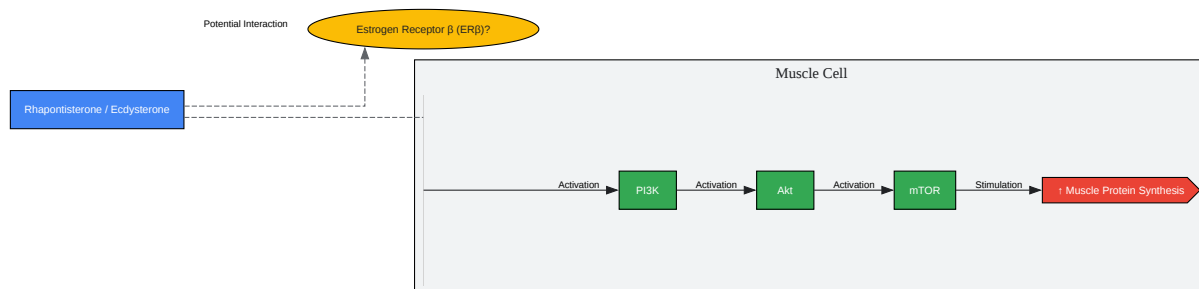 Potential Interaction
Estrogen Receptor β (ERβ)?
Muscle Cell
Rhapontisterone / Ecdysterone
Activation
PI3K
Activation
Akt
Activation
mTOR
Stimulation
↑ Muscle Protein Synthesis